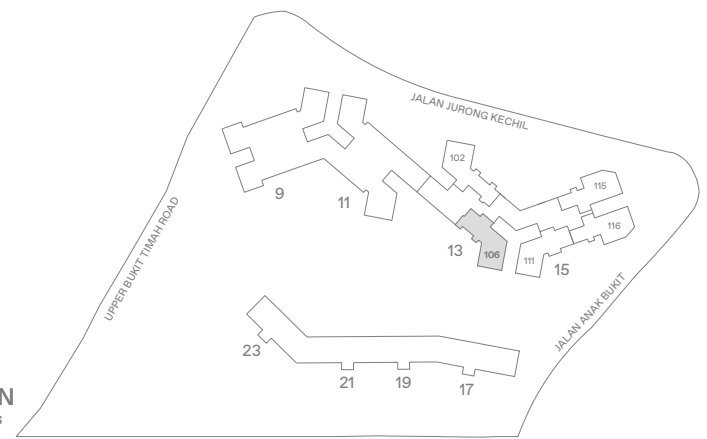 JALAN JURONG KECHIL
102
115
9
11
116
13
106
111
15
UPPER BUKIT TIMAH ROAD
JALAN ANAK BUKIT
23
21
19
17
N
s